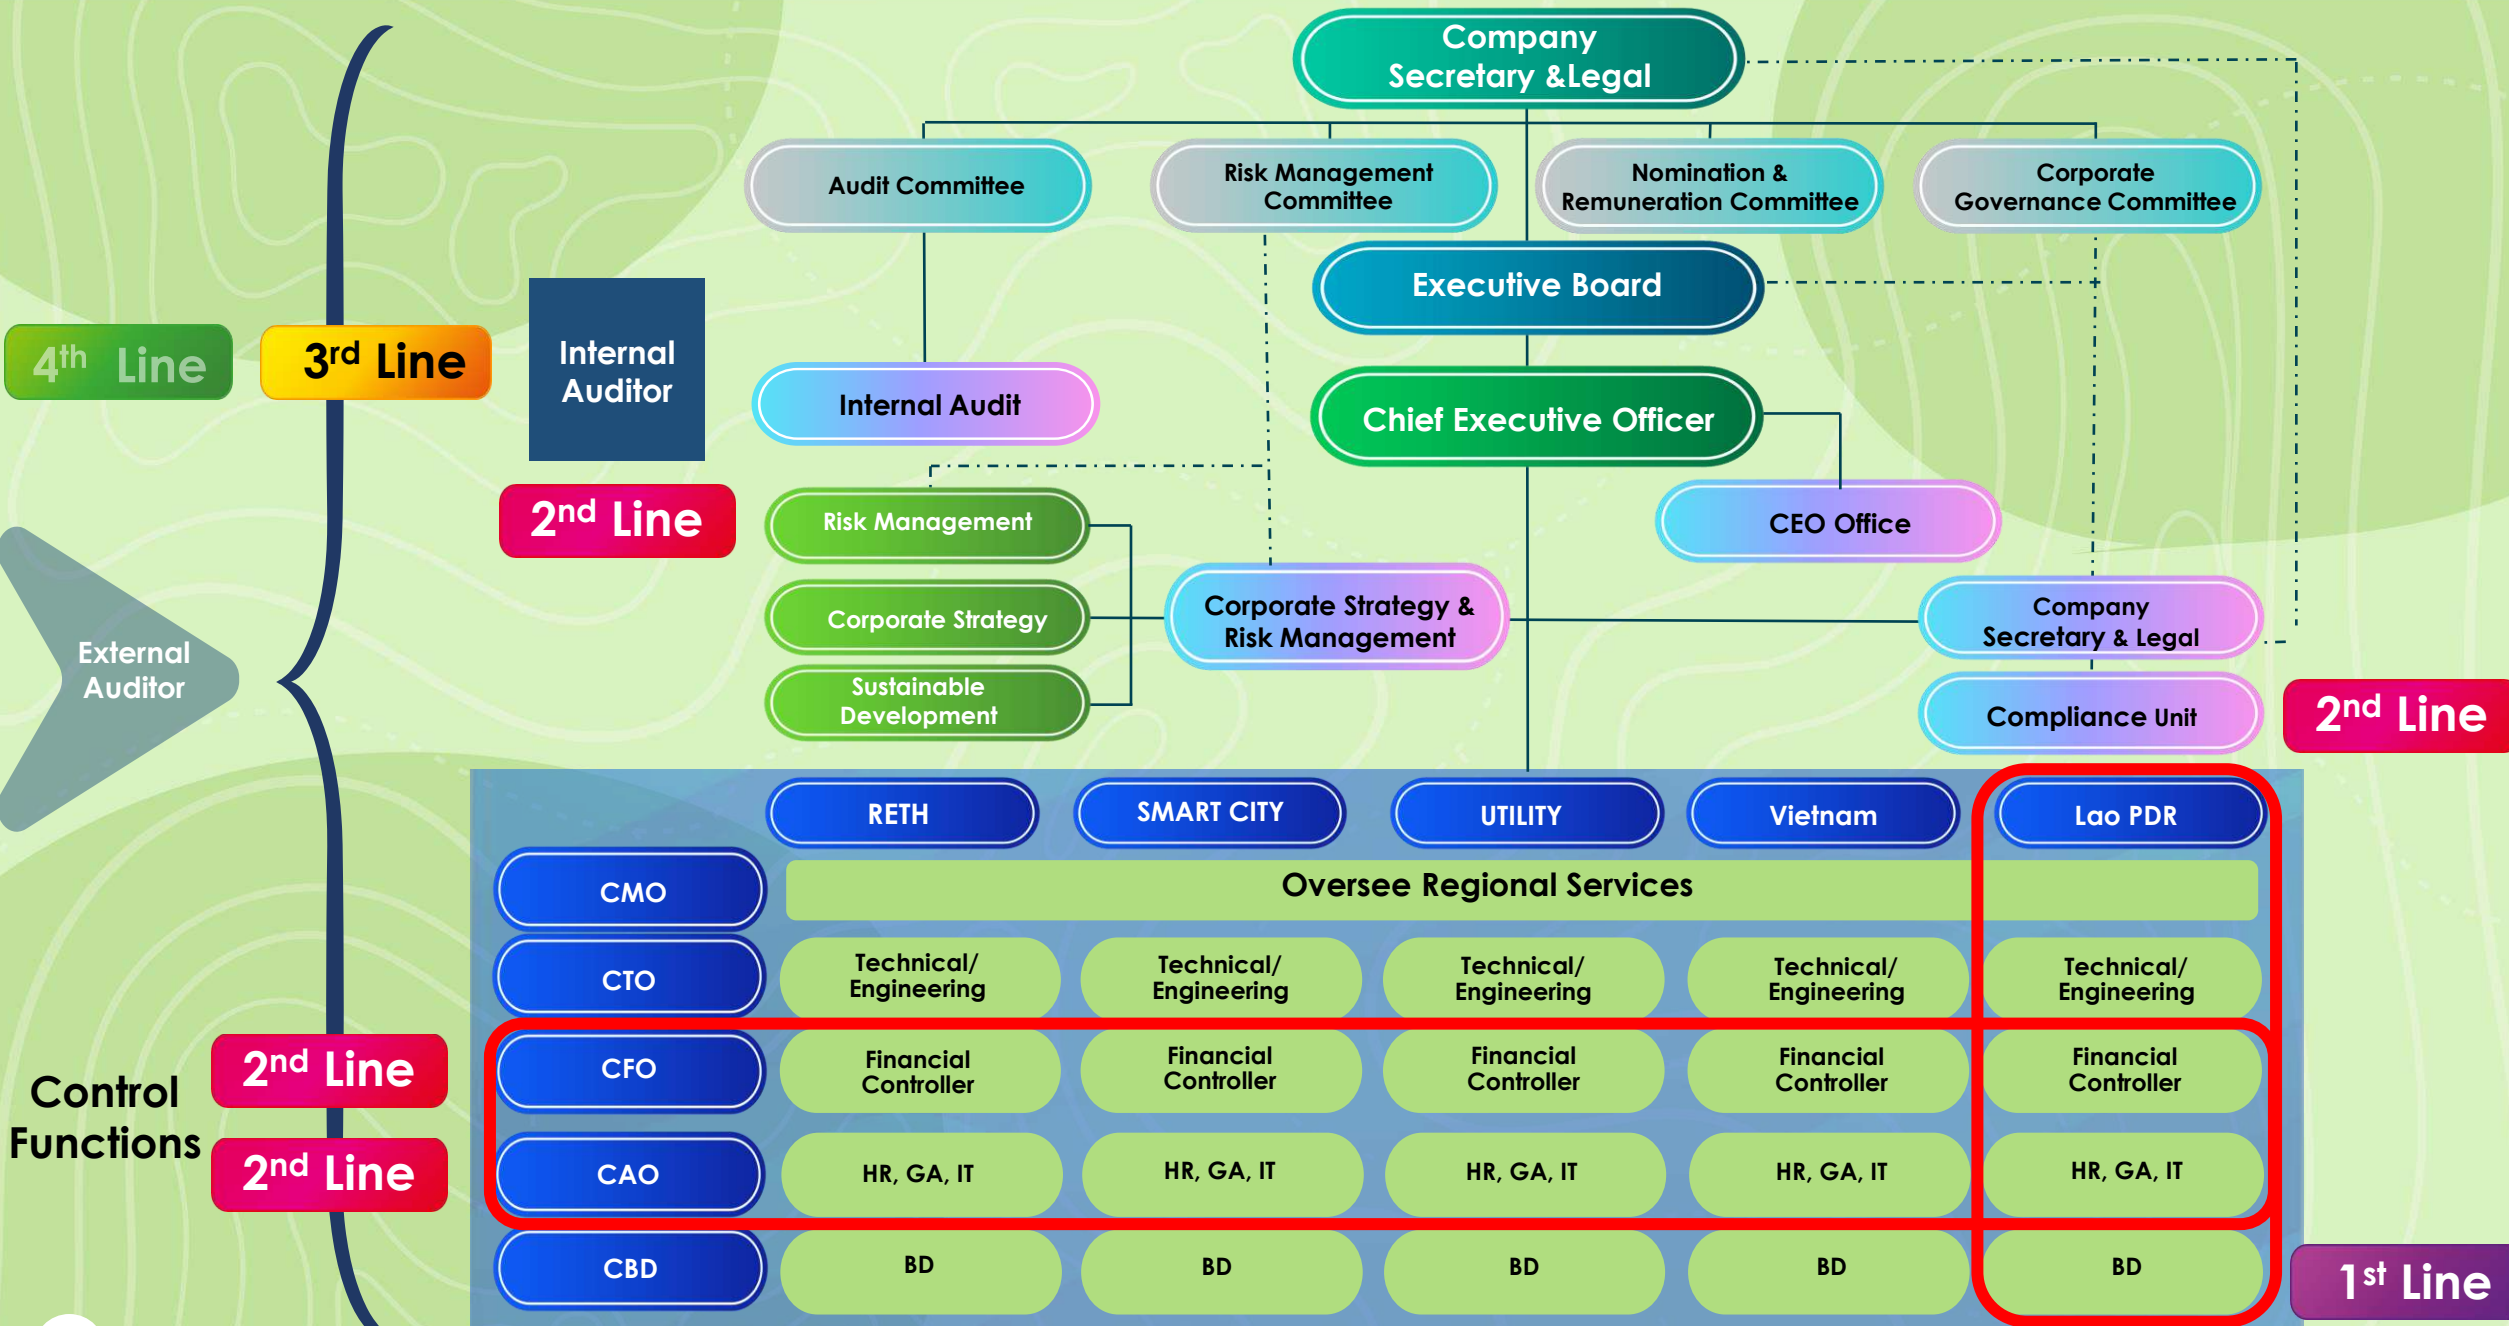 Company
Secretary &Legal
Audit Committee
Risk Management
Committee
Nomination &
Remuneration Committee
Corporate
Governance Committee
Executive Board
4th Line
3rd Line
Internal
Auditor
Internal Audit
Chief Executive Officer
2nd Line
Risk Management
CEO Office
Corporate Strategy
Corporate Strategy &
Risk Management
Company
Secretary & Legal
External
Auditor
Sustainable
Development
Compliance Unit
2nd Line
RETH
SMART CITY
UTILITY
Vietnam
Lao PDR
CMO
Oversee Regional Services
CTO
Technical/
Engineering
Technical/
Engineering
Technical/
Engineering
Technical/
Engineering
Technical/
Engineering
Control
Functions
2nd Line
CFO
Financial
Controller
Financial
Controller
Financial
Controller
Financial
Controller
Financial
Controller
2nd Line
CAO
HR, GA, IT
HR, GA, IT
HR, GA, IT
HR, GA, IT
HR, GA, IT
CBD
BD
BD
BD
BD
BD
1st Line